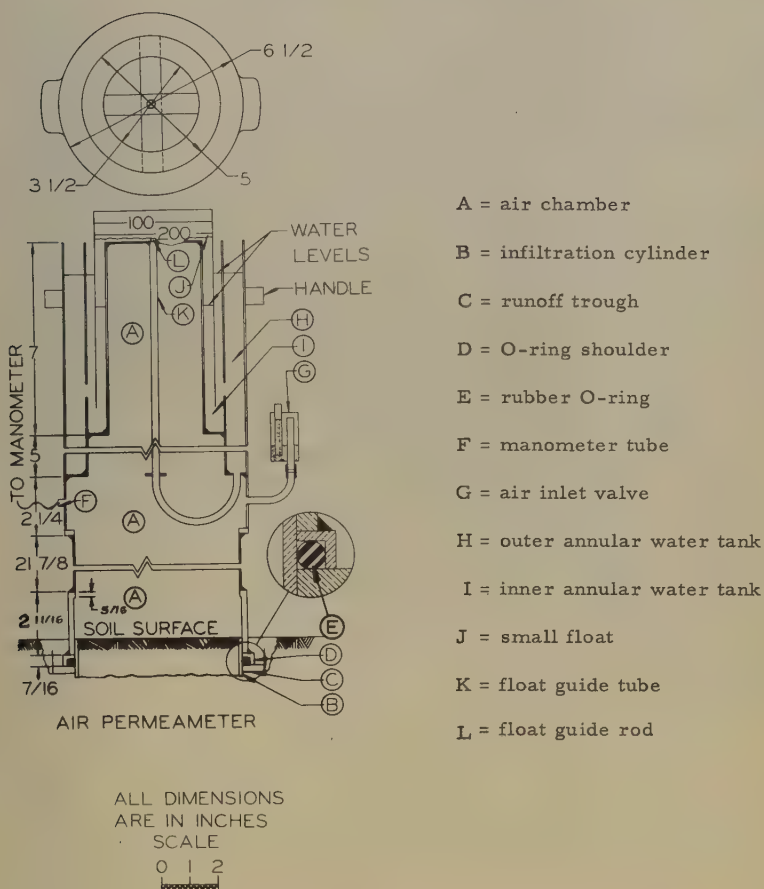 6 1/2
3 1/2
5
100
200
L
WATER
LEVELS
J
HANDLE
K
A
H
I
G
7
TO MANOMETER
5
F
2 1/4
A
21 7/8
A
5/16
E
2 11/16
SOIL SURFACE
D
C
7/16
B
AIR PERMEAMETER
ALL DIMENSIONS
ARE IN INCHES
SCALE
0 1 2
A = air chamber
B = infiltration cylinder
C = runoff trough
D = O-ring shoulder
E = rubber O-ring
F = manometer tube
G = air inlet valve
H = outer annular water tank
I = inner annular water tank
J = small float
K = float guide tube
L = float guide rod